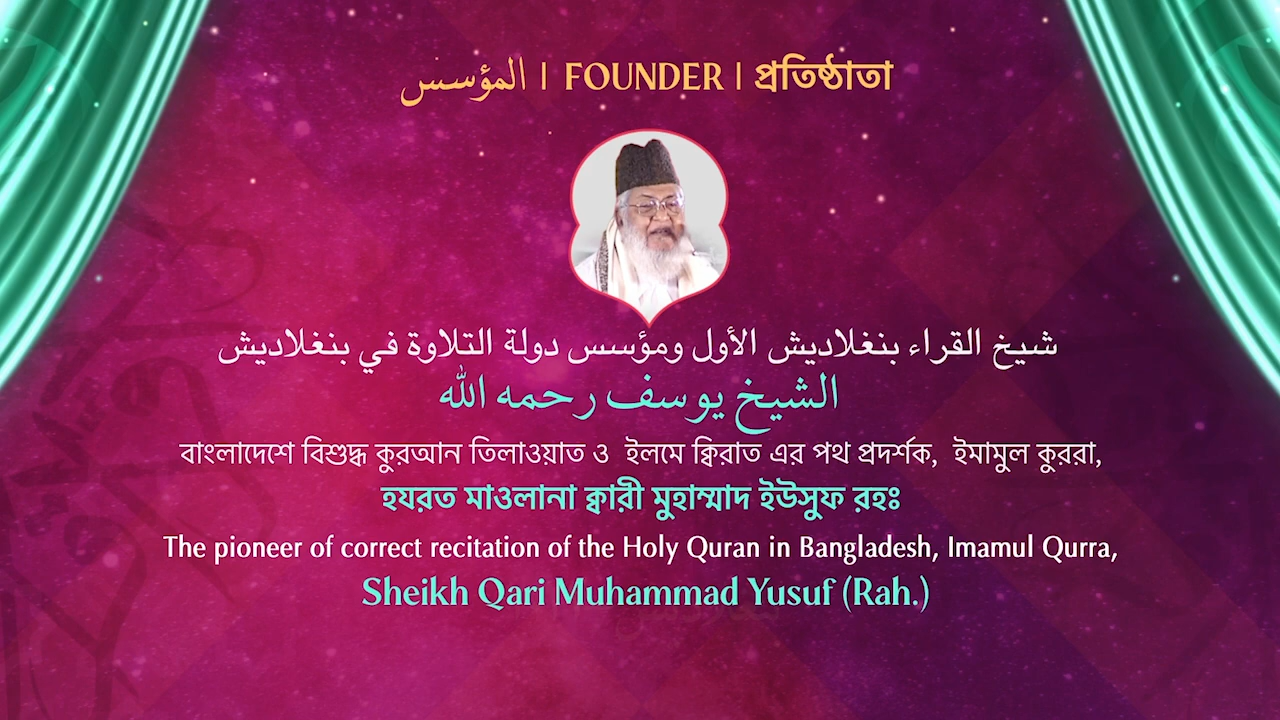 المؤسس | FOUNDER | প্রতিষ্ঠাতা
شيخ القراء بنغلاديش الأول ومؤسس دولة التلاوة في بنغلاديش
الشيخ يوسف رحمه الله
বাংলাদেশে বিশুদ্ধ কুরআন তিলাওয়াত ও ইলমে ক্বিরাত এর পথ প্রদর্শক, ইমামুল কুররা,
হযরত মাওলানা ক্বারী মুহাম্মাদ ইউসুফ রহঃ
The pioneer of correct recitation of the Holy Quran in Bangladesh, Imamul Qurra,
Sheikh Qari Muhammad Yusuf (Rah.)